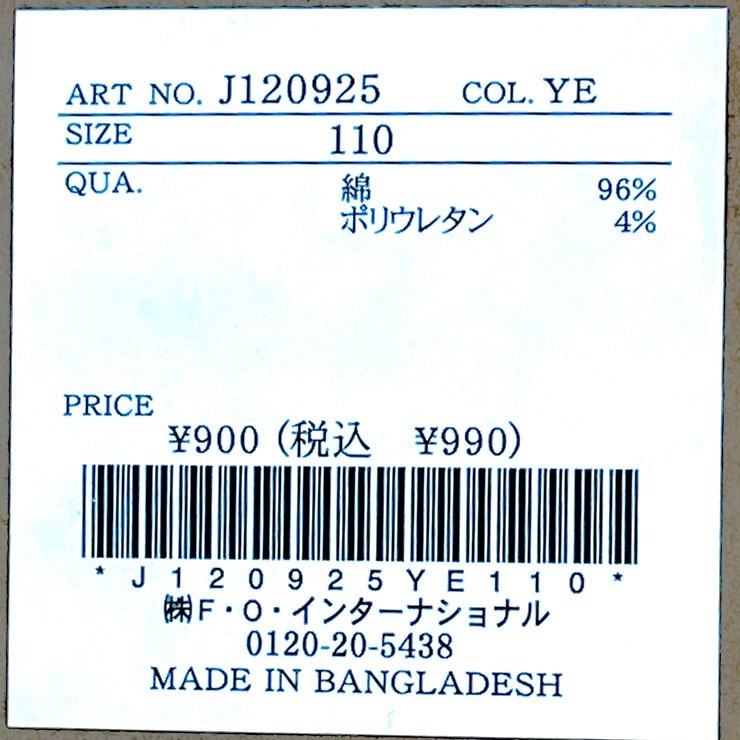 ART NO. J120925 COL. YE
SIZE 110
QUA. 綿 96%
ポリウレタン 4%
PRICE
¥900 (税込 ¥990)
*J120925YE110*
㈱F・O・インターナショナル
0120-20-5438
MADE IN BANGLADESH